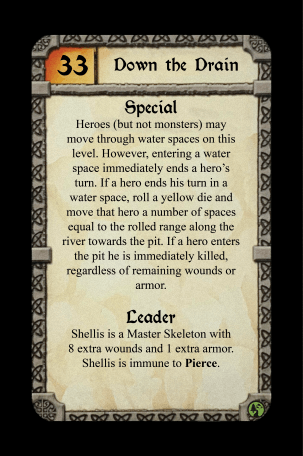 33 Down the Drain
Special
Heroes (but not monsters) may
move through water spaces on this
level. However, entering a water
space immediately ends a hero's
turn. If a hero ends his turn in a
water space, roll a yellow die and
move that hero a number of spaces
equal to the rolled range along the
river towards the pit. If a hero enters
the pit he is immediately killed,
regardless of remaining wounds or
armor.
Leader
Shellis is a Master Skeleton with
8 extra wounds and 1 extra armor.
Shellis is immune to Pierce.